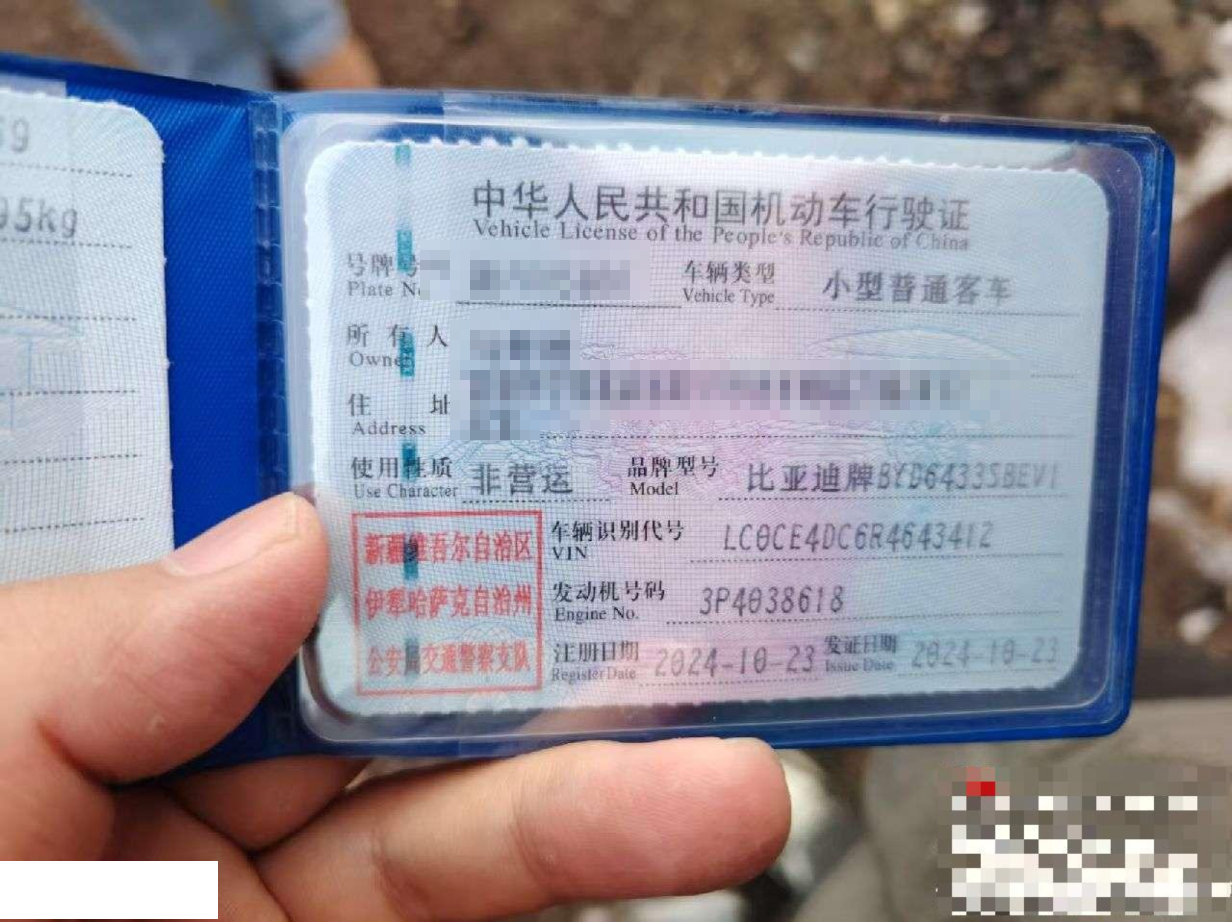 69
95kg
中华人民共和国机动车行驶证
Vehicle License of the People's Republic of China
号牌号
Plate No
车辆类型
Vehicle Type
小型普通客车
所有人
Owner
住址
Address
使用性质
Use Character
非营运
品牌型号
Model
比亚迪牌BYD6433SBEV1
新疆维吾尔自治区
伊犁哈萨克自治州
公安局交通警察支队
车辆识别代号
VIN
LC0CE4DC6R4643412
发动机号码
Engine No.
3P4038618
注册日期
Register Date
2024-10-23
发证日期
Issue Date
2024-10-23